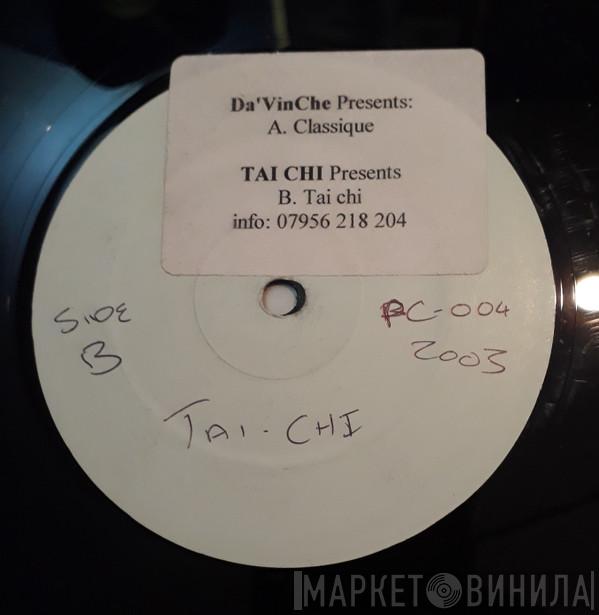 Da'VinChe Presents:
A. Classique
TAI CHI Presents
B. Tai chi
info: 07956 218 204
SIDE
B
PC-004
2003
TAI-CHI
МАРКЕТ ВИНИЛА